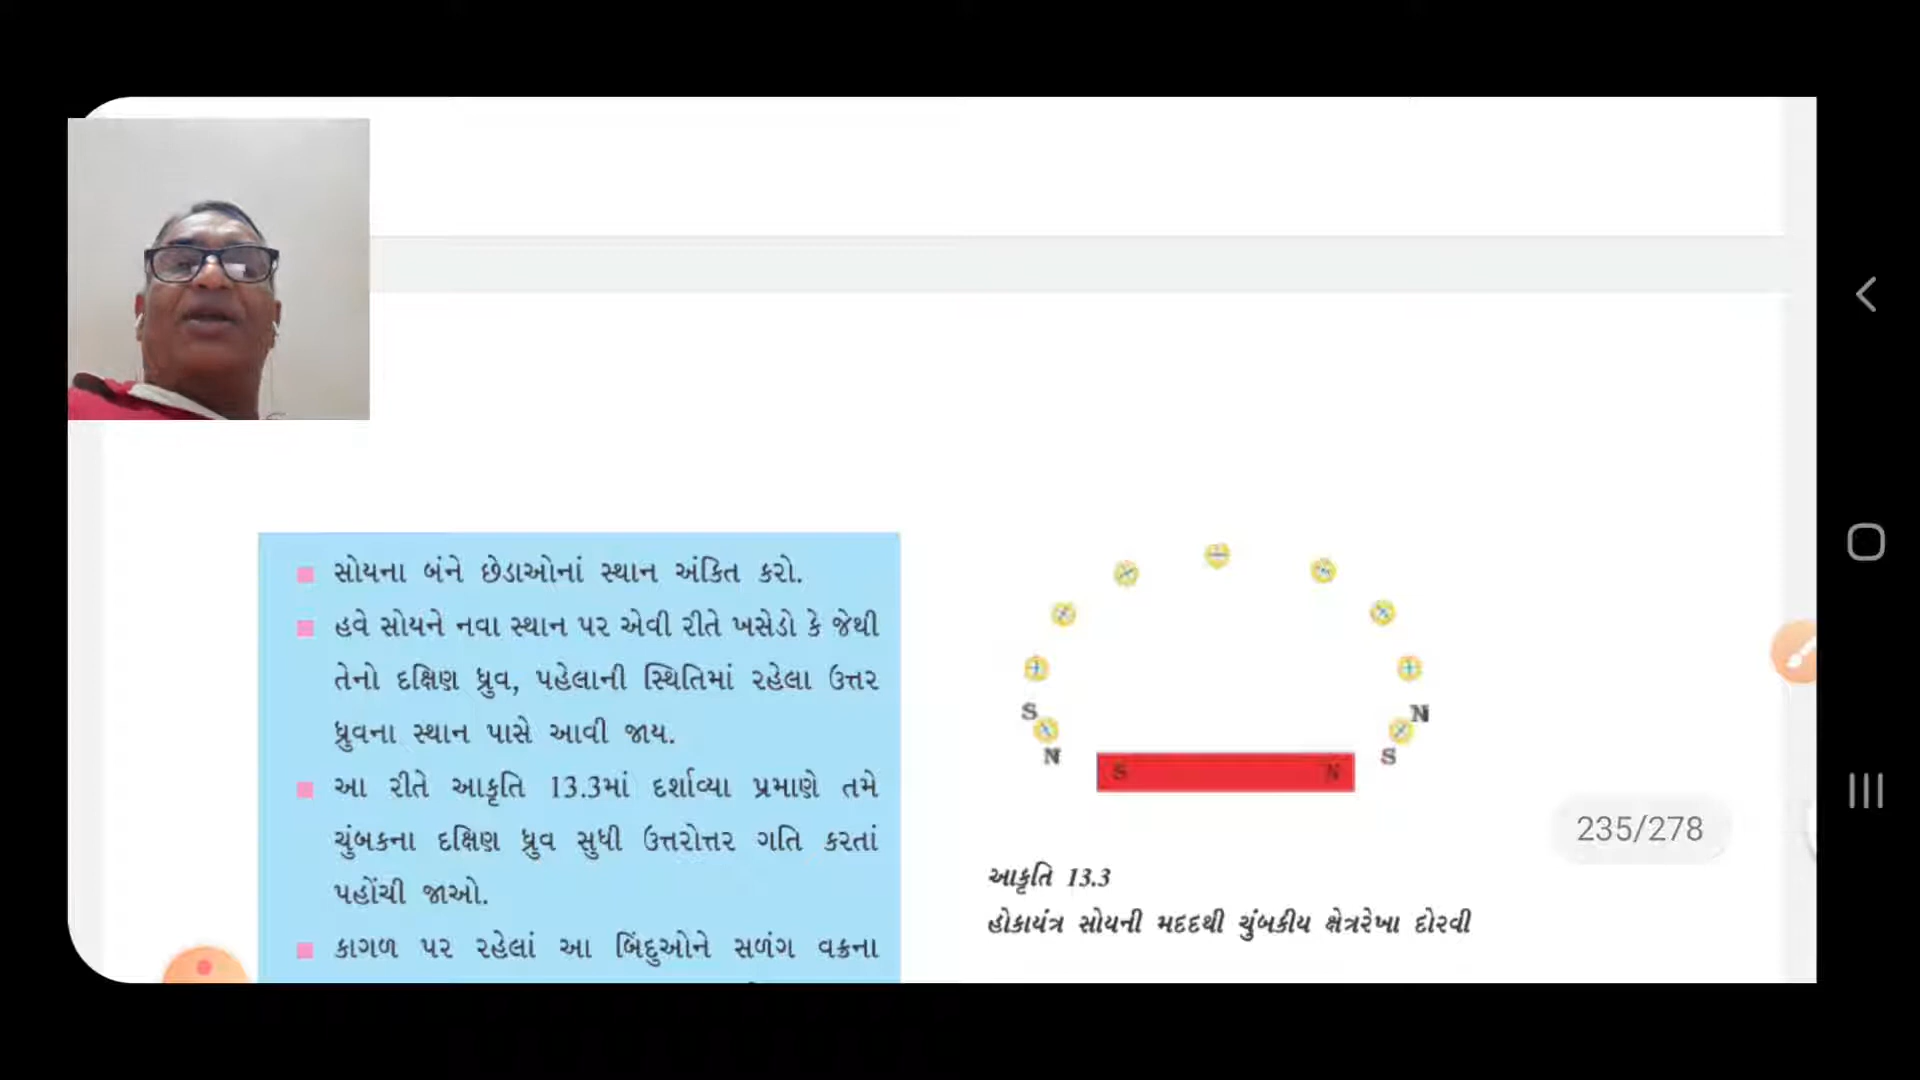 સોયના બંને છેડાઓનાં સ્થાન અંકિત કરો.
હવે સોયને નવા સ્થાન પર એવી રીતે ખસેડો કે જેથી
તેનો દક્ષિણ ધ્રુવ, પહેલાની સ્થિતિમાં રહેલા ઉત્તર
ધ્રુવના સ્થાન પાસે આવી જાય.
આ રીતે આકૃતિ 13.3માં દર્શાવ્યા પ્રમાણે તમે
ચુંબકના દક્ષિણ ધ્રુવ સુધી ઉત્તરોત્તર ગતિ કરતાં
પહોંચી જાઓ.
કાગળ પર રહેલાં આ બિંદુઓને સળંગ વક્રના
S N
N S
S N
235/278
આકૃતિ 13.3
હોકાયંત્ર સોયની મદદથી ચુંબકીય ક્ષેત્રરેખા દોરવી